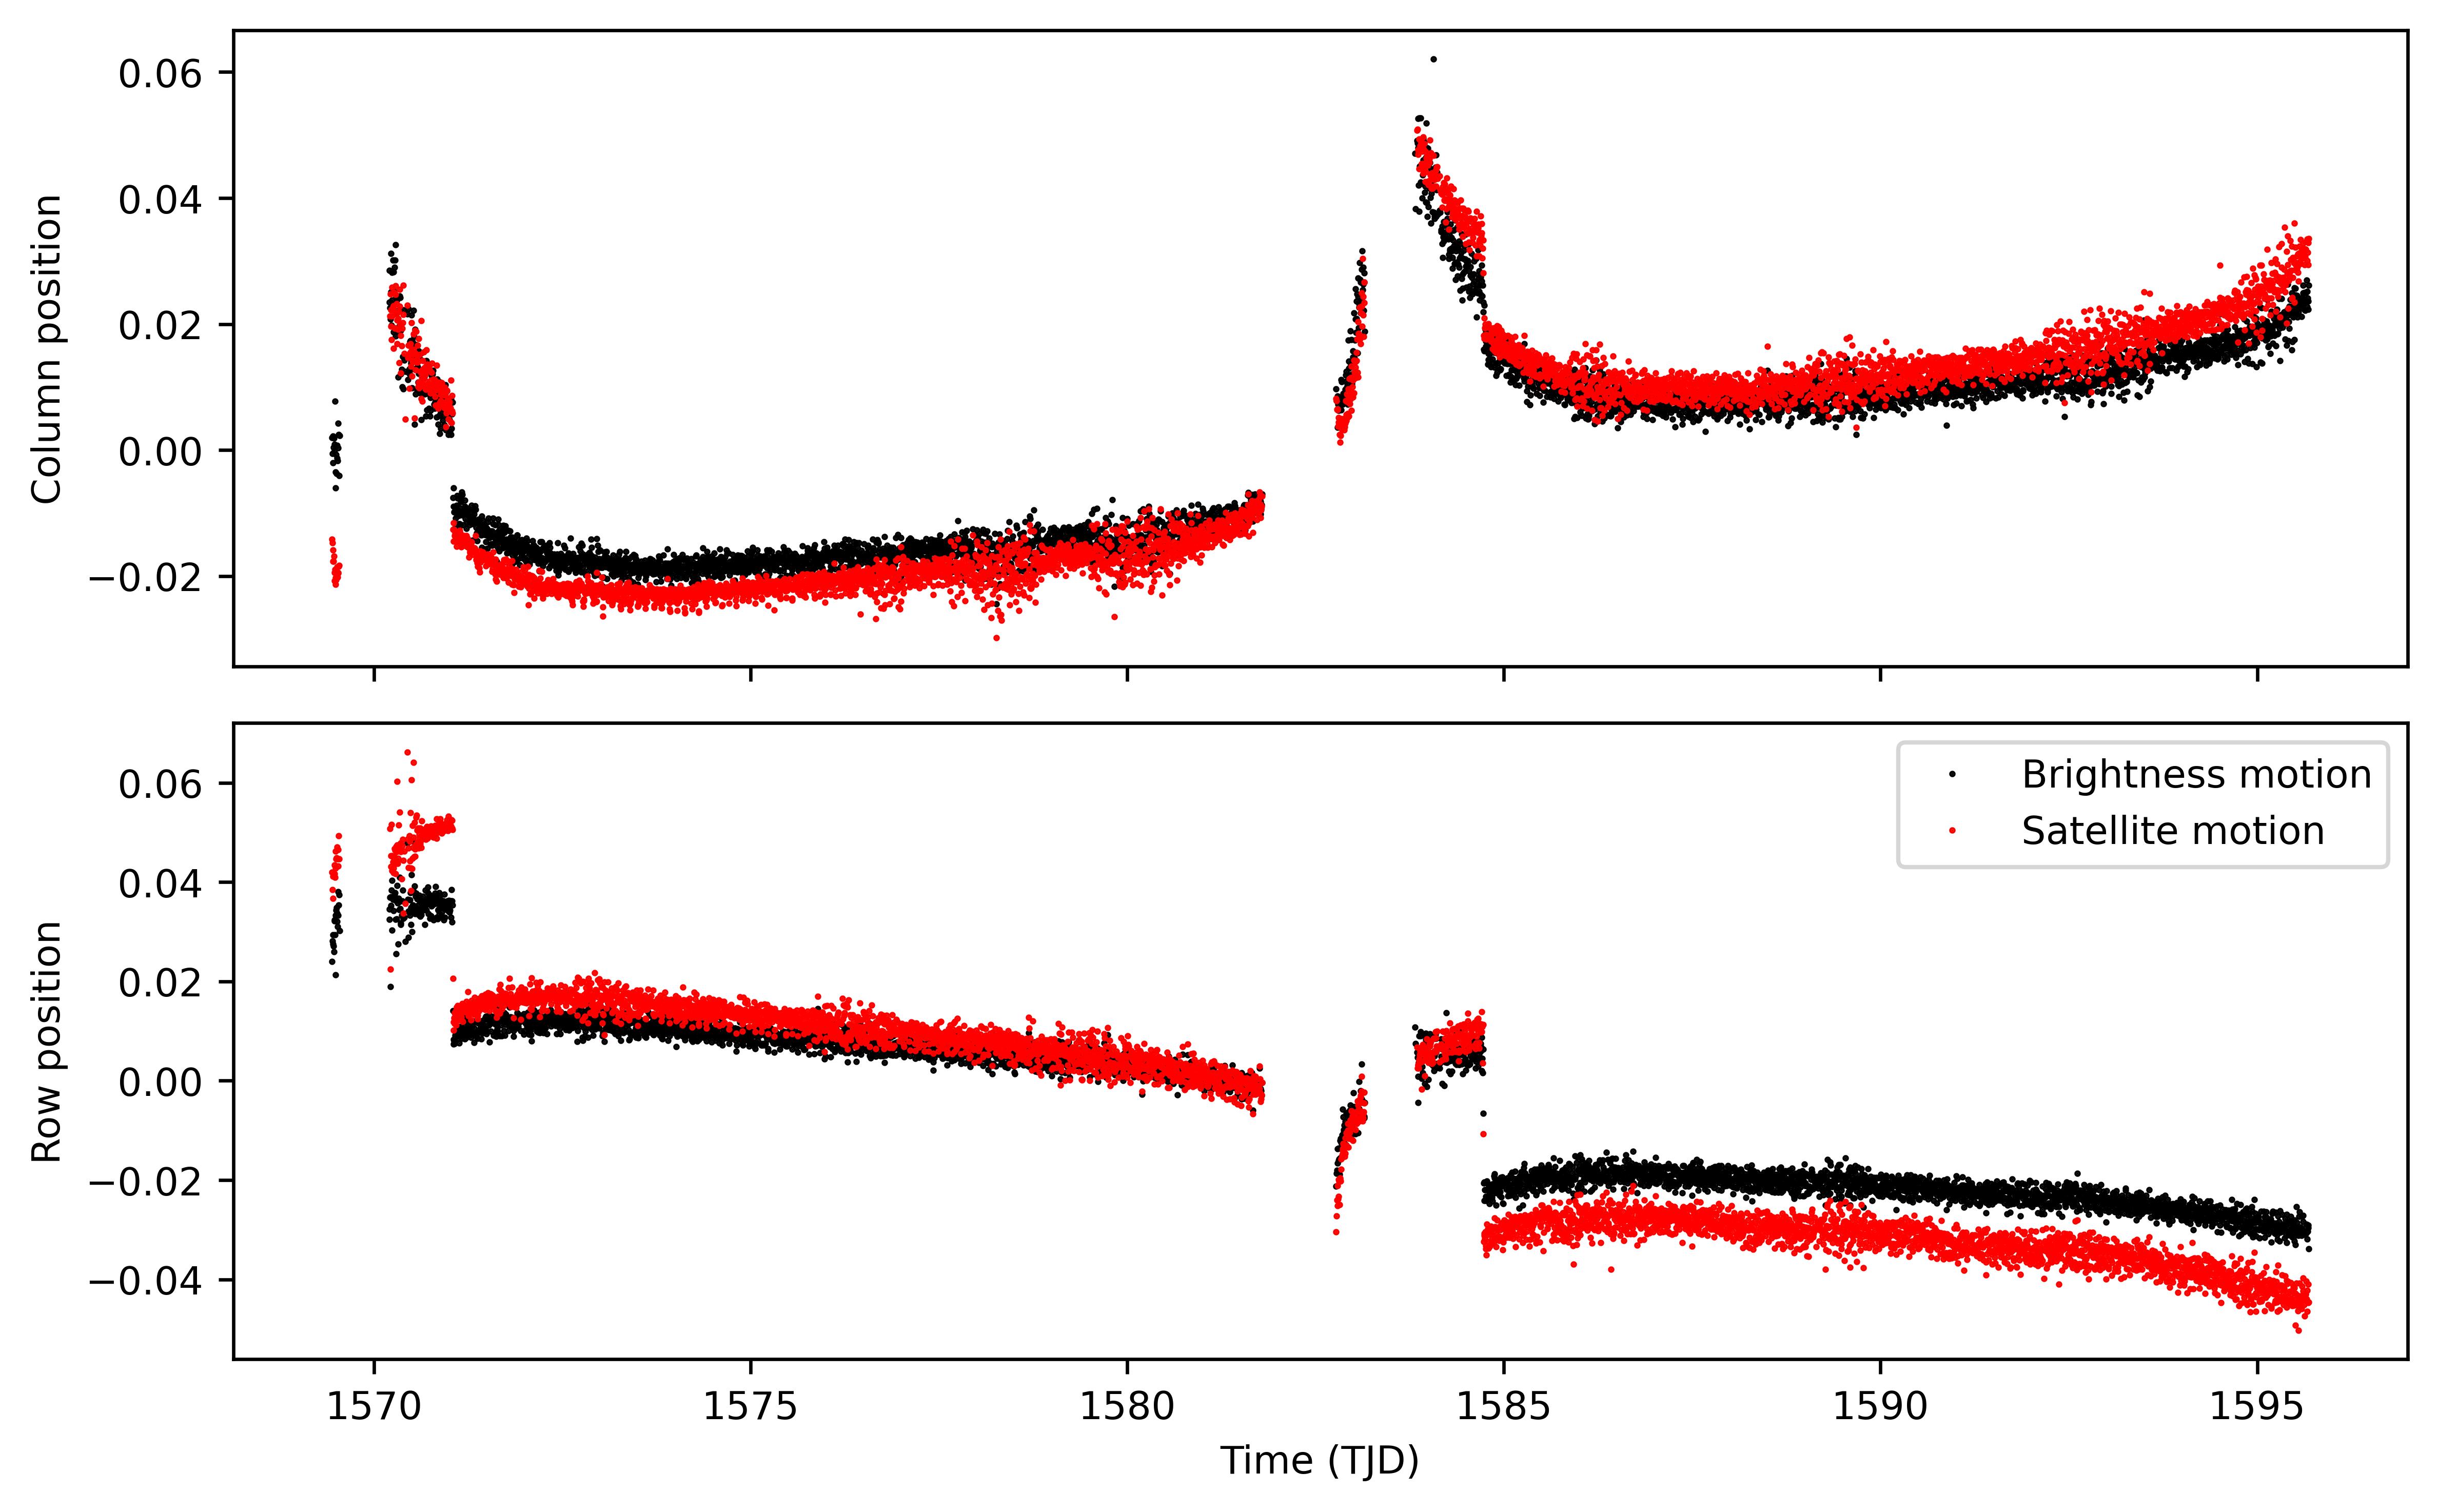 0.06
0.04
0.02
0.00
−0.02
Column position
0.06
0.04
0.02
0.00
−0.02
−0.04
Row position
Brightness motion
Satellite motion
1570 1575 1580 1585 1590 1595
Time (TJD)